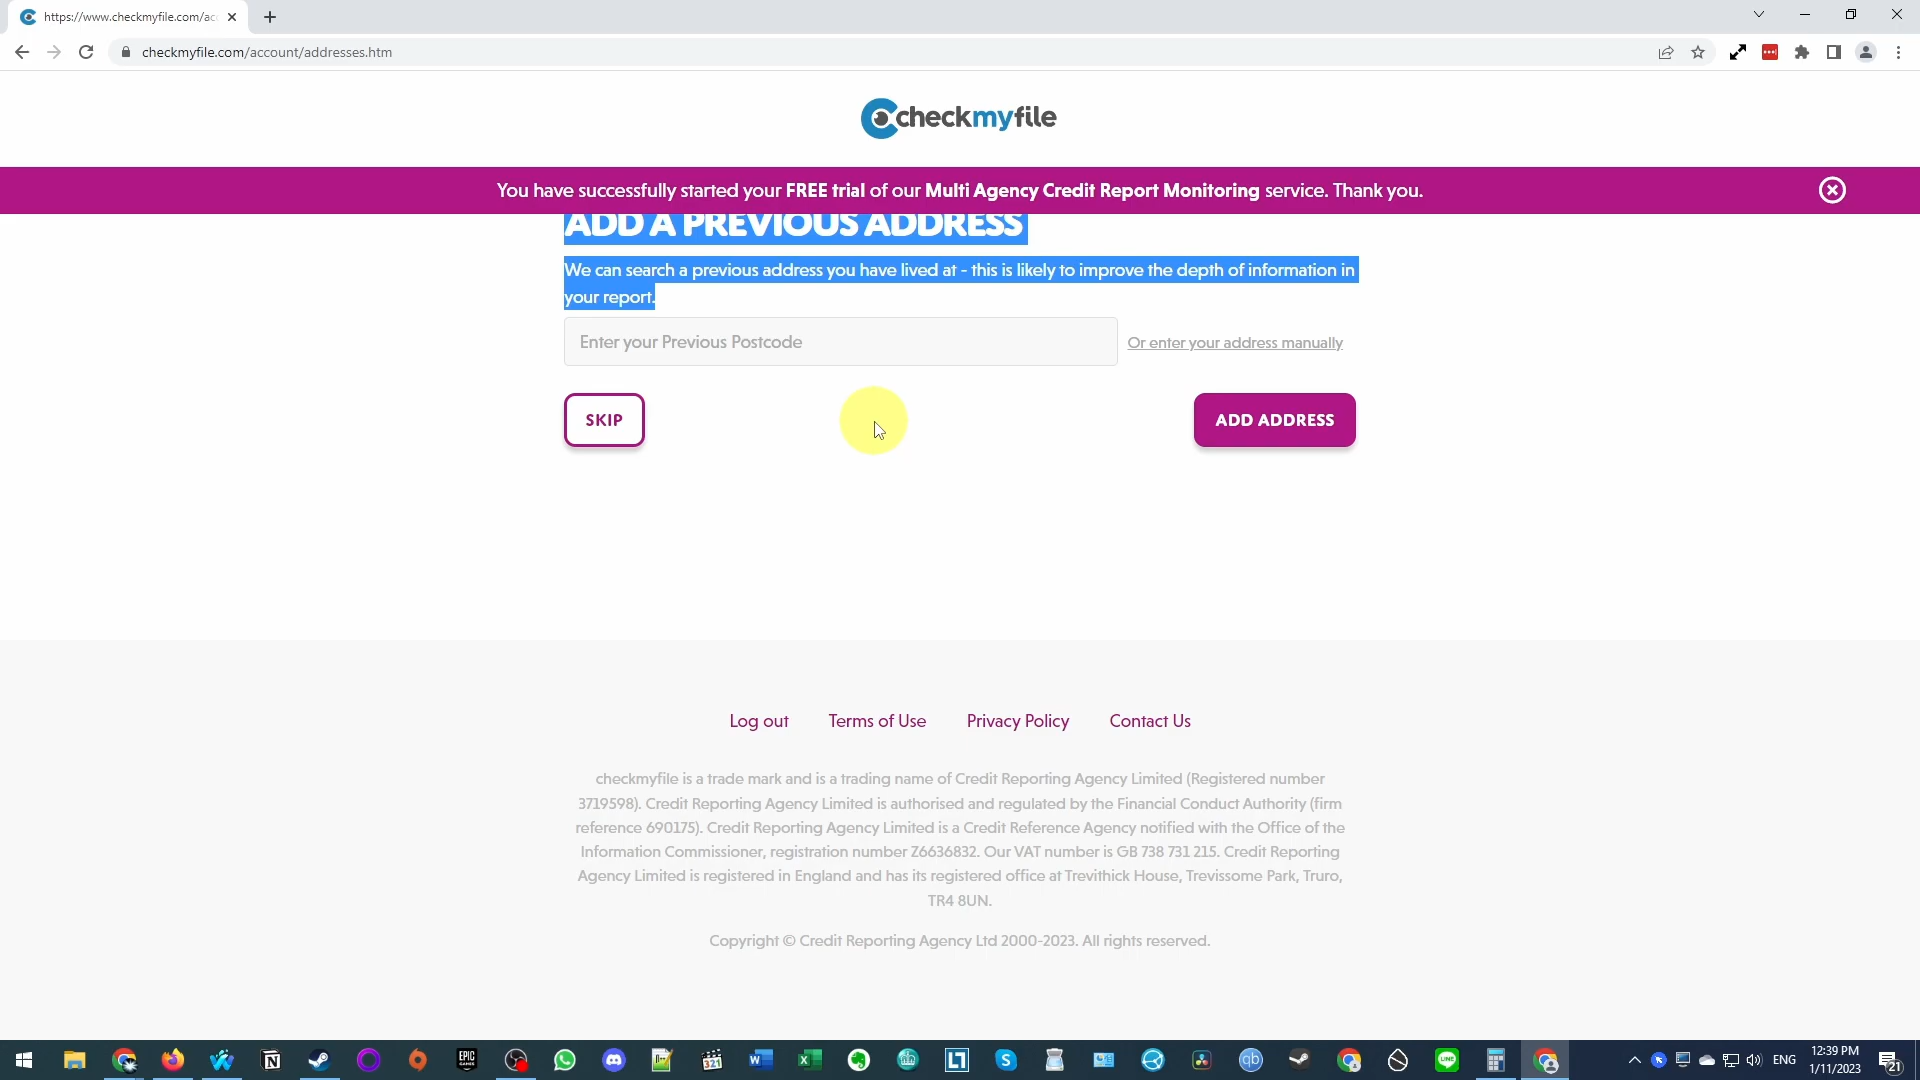 https://www.checkmyfile.com/acc
checkmyfile.com/account/addresses.htm
checkmyfile
You have successfully started your FREE trial of our Multi Agency Credit Report Monitoring service. Thank you.
ADD A PREVIOUS ADDRESS
We can search a previous address you have lived at - this is likely to improve the depth of information in
your report.
Enter your Previous Postcode
Or enter your address manually
SKIP
ADD ADDRESS
Log out
Terms of Use
Privacy Policy
Contact Us
checkmyfile is a trade mark and is a trading name of Credit Reporting Agency Limited (Registered number
3719598). Credit Reporting Agency Limited is authorised and regulated by the Financial Conduct Authority (firm
reference 690175). Credit Reporting Agency Limited is a Credit Reference Agency notified with the Office of the
Information Commissioner, registration number Z6636832. Our VAT number is GB 738 731 215. Credit Reporting
Agency Limited is registered in England and has its registered office at Trevithick House, Trevissome Park, Truro,
TR4 8UN.
Copyright © Credit Reporting Agency Ltd 2000-2023. All rights reserved.
EPIC
GAMES
321
ENG
12:39 PM
1/11/2023
21